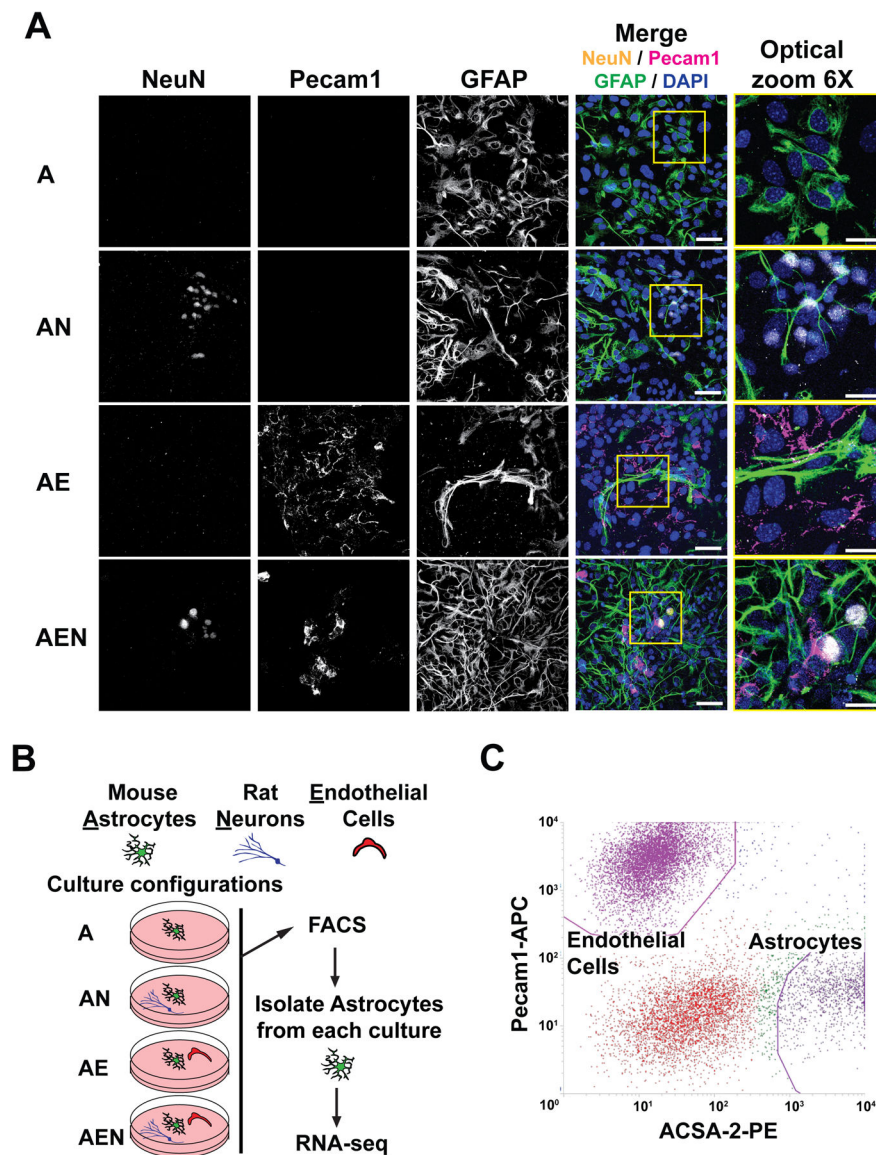 A
Merge
NeuN / Pecam1
GFAP / DAPI
NeuN
Pecam1
GFAP
Optical
zoom 6X
A
AN
AE
AEN
B
Mouse
Astrocytes
Rat
Neurons
Endothelial
Cells
Culture configurations
A
AN
AE
AEN
FACS
Isolate Astrocytes
from each culture
RNA-seq
C
Pecam1-APC
10⁴
10³
10²
10¹
10⁰
10¹
10²
10³
10⁴
Endothelial
Cells
Astrocytes
ACSA-2-PE